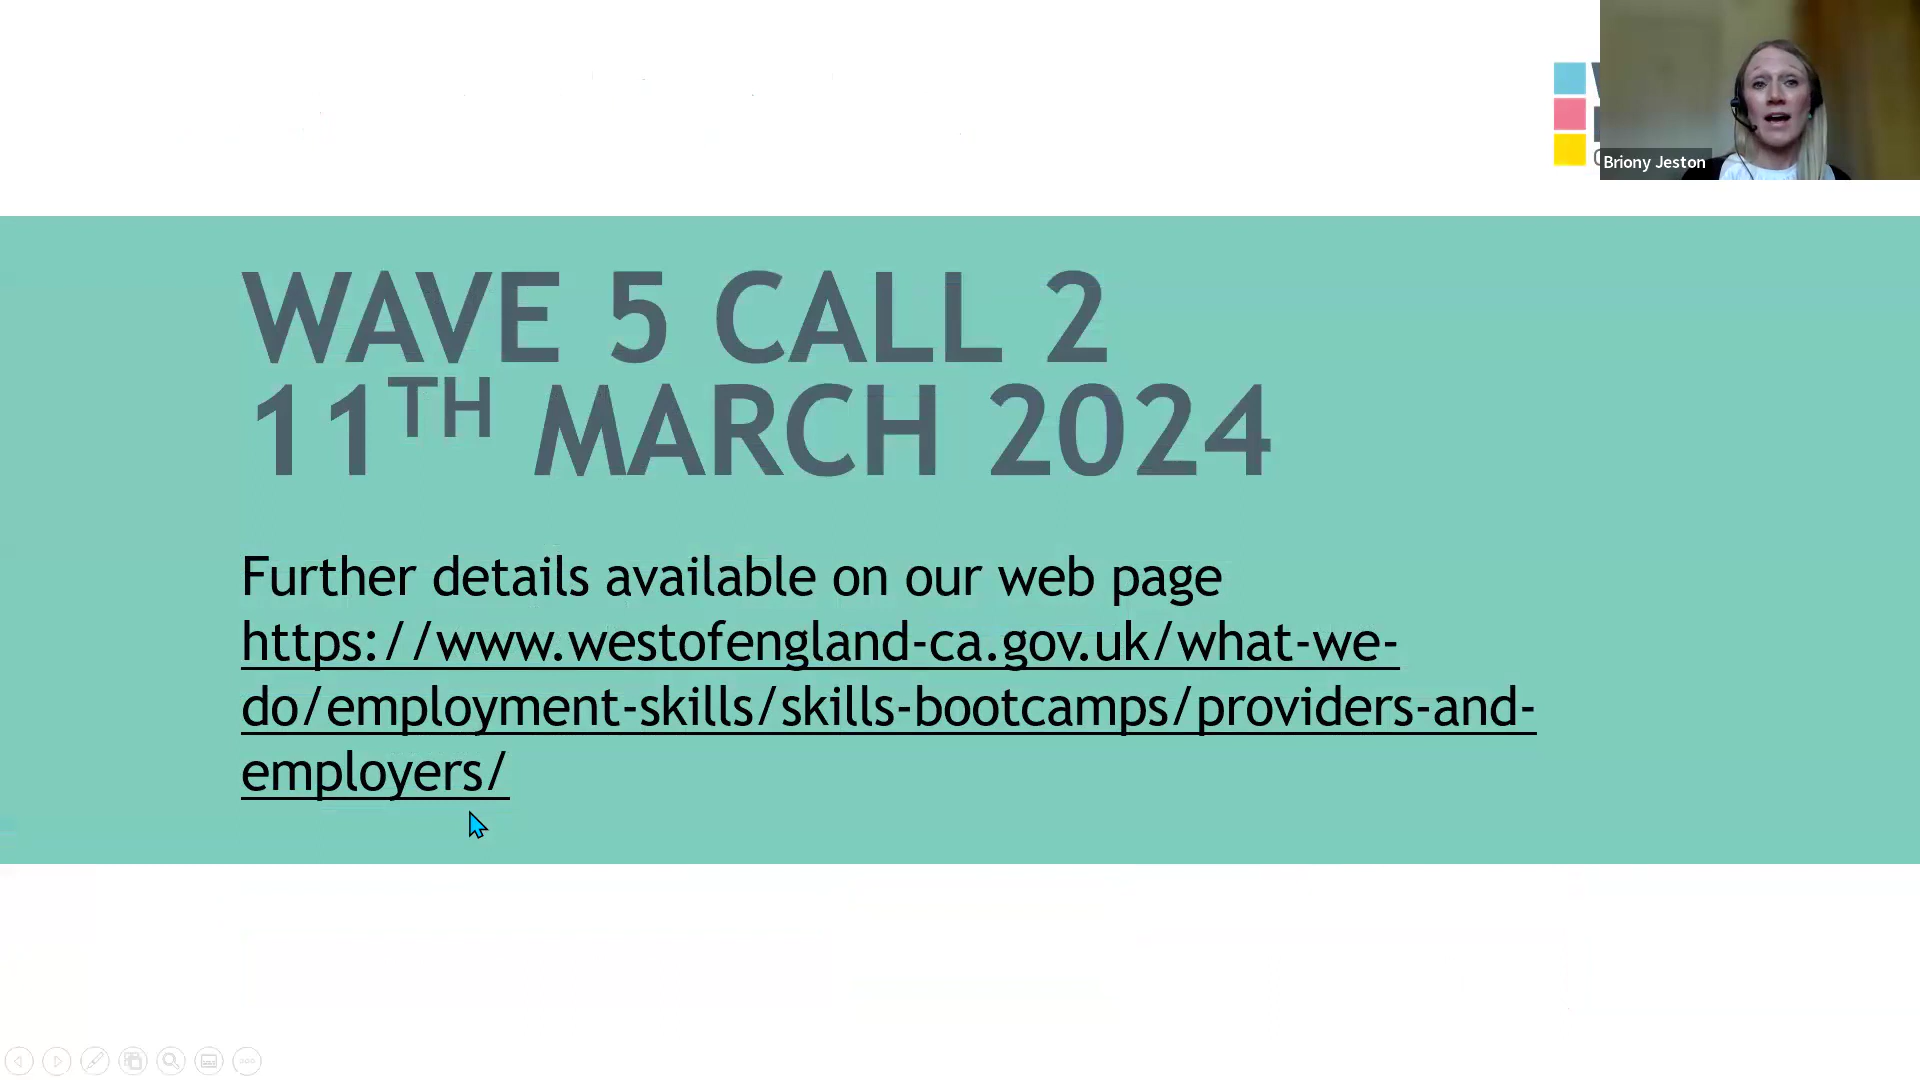 Briony Jeston
WAVE 5 CALL 2
11TH MARCH 2024
Further details available on our web page
https://www.westofengland-ca.gov.uk/what-we-
do/employment-skills/skills-bootcamps/providers-and-
employers/